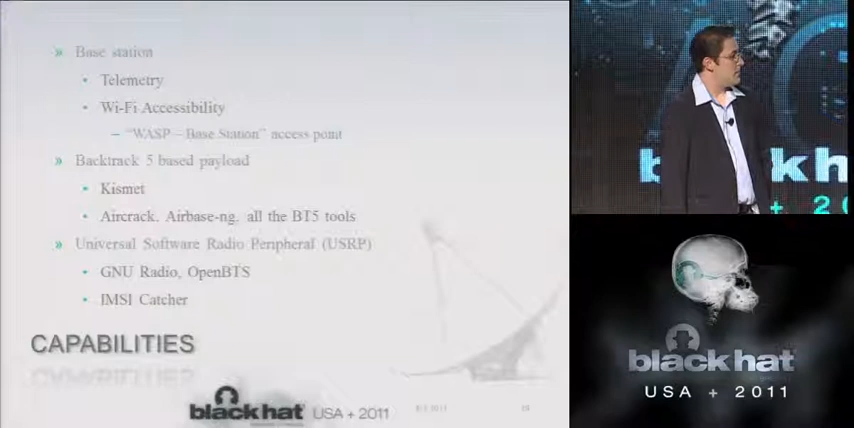 » Base station
• Telemetry
• Wi-Fi Accessibility
– "WASP – Base Station" access point
» Backtrack 5 based payload
• Kismet
• Aircrack, Airbase-ng, all the BT5 tools
» Universal Software Radio Peripheral (USRP)
• GNU Radio, OpenBTS
• IMSI Catcher
CAPABILITIES
black hat USA + 2011
b k h
+ 20
black hat
USA + 2011